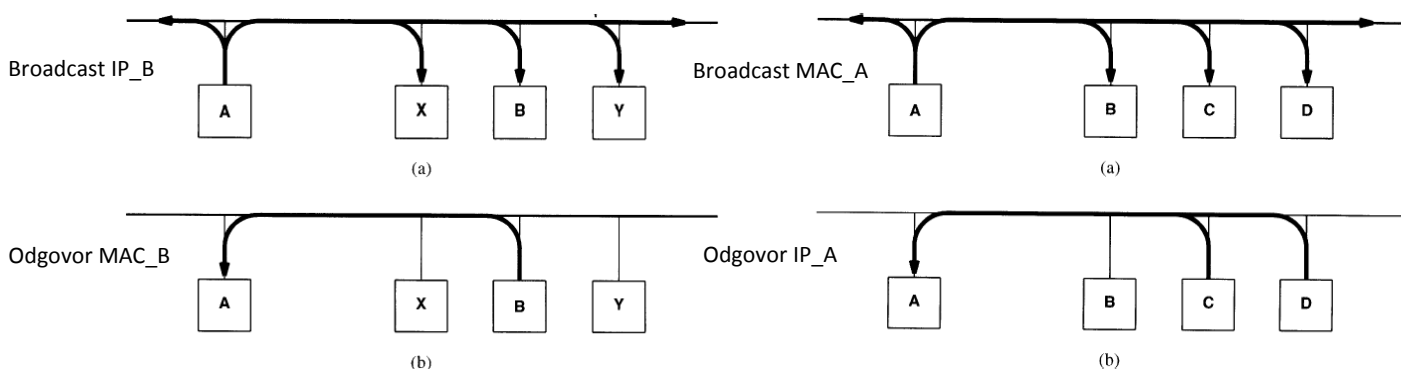 Broadcast IP_B
A
X
B
Y
(a)
Odgovor MAC_B
A
X
B
Y
(b)
Broadcast MAC_A
A
B
C
D
(a)
Odgovor IP_A
A
B
C
D
(b)